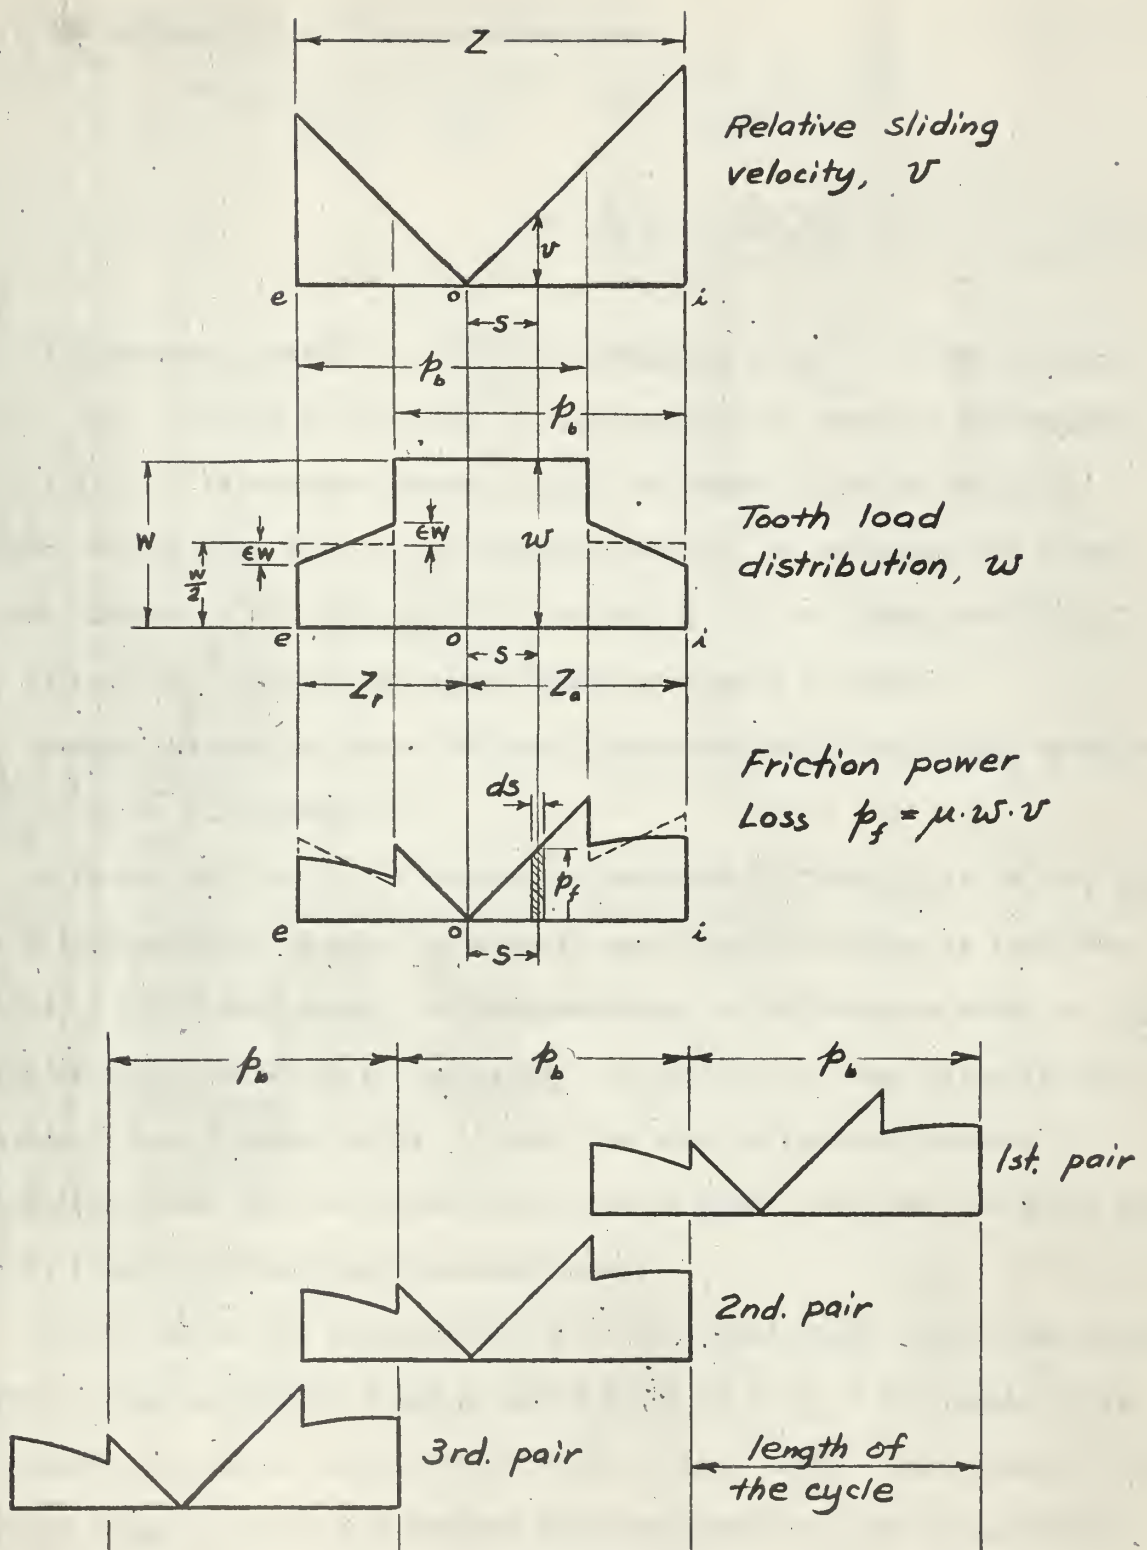 Z
Relative sliding
velocity, v
v
e o i
s
p_b
p_b
W
ϵW
w/2
ϵW
w
Tooth load
distribution, w
e o i
s
Z_r Z_a
Friction power
Loss p_f = μ·w·v
ds
p_f
e o i
s
p_b p_b p_b
1st. pair
2nd. pair
3rd. pair
length of
the cycle